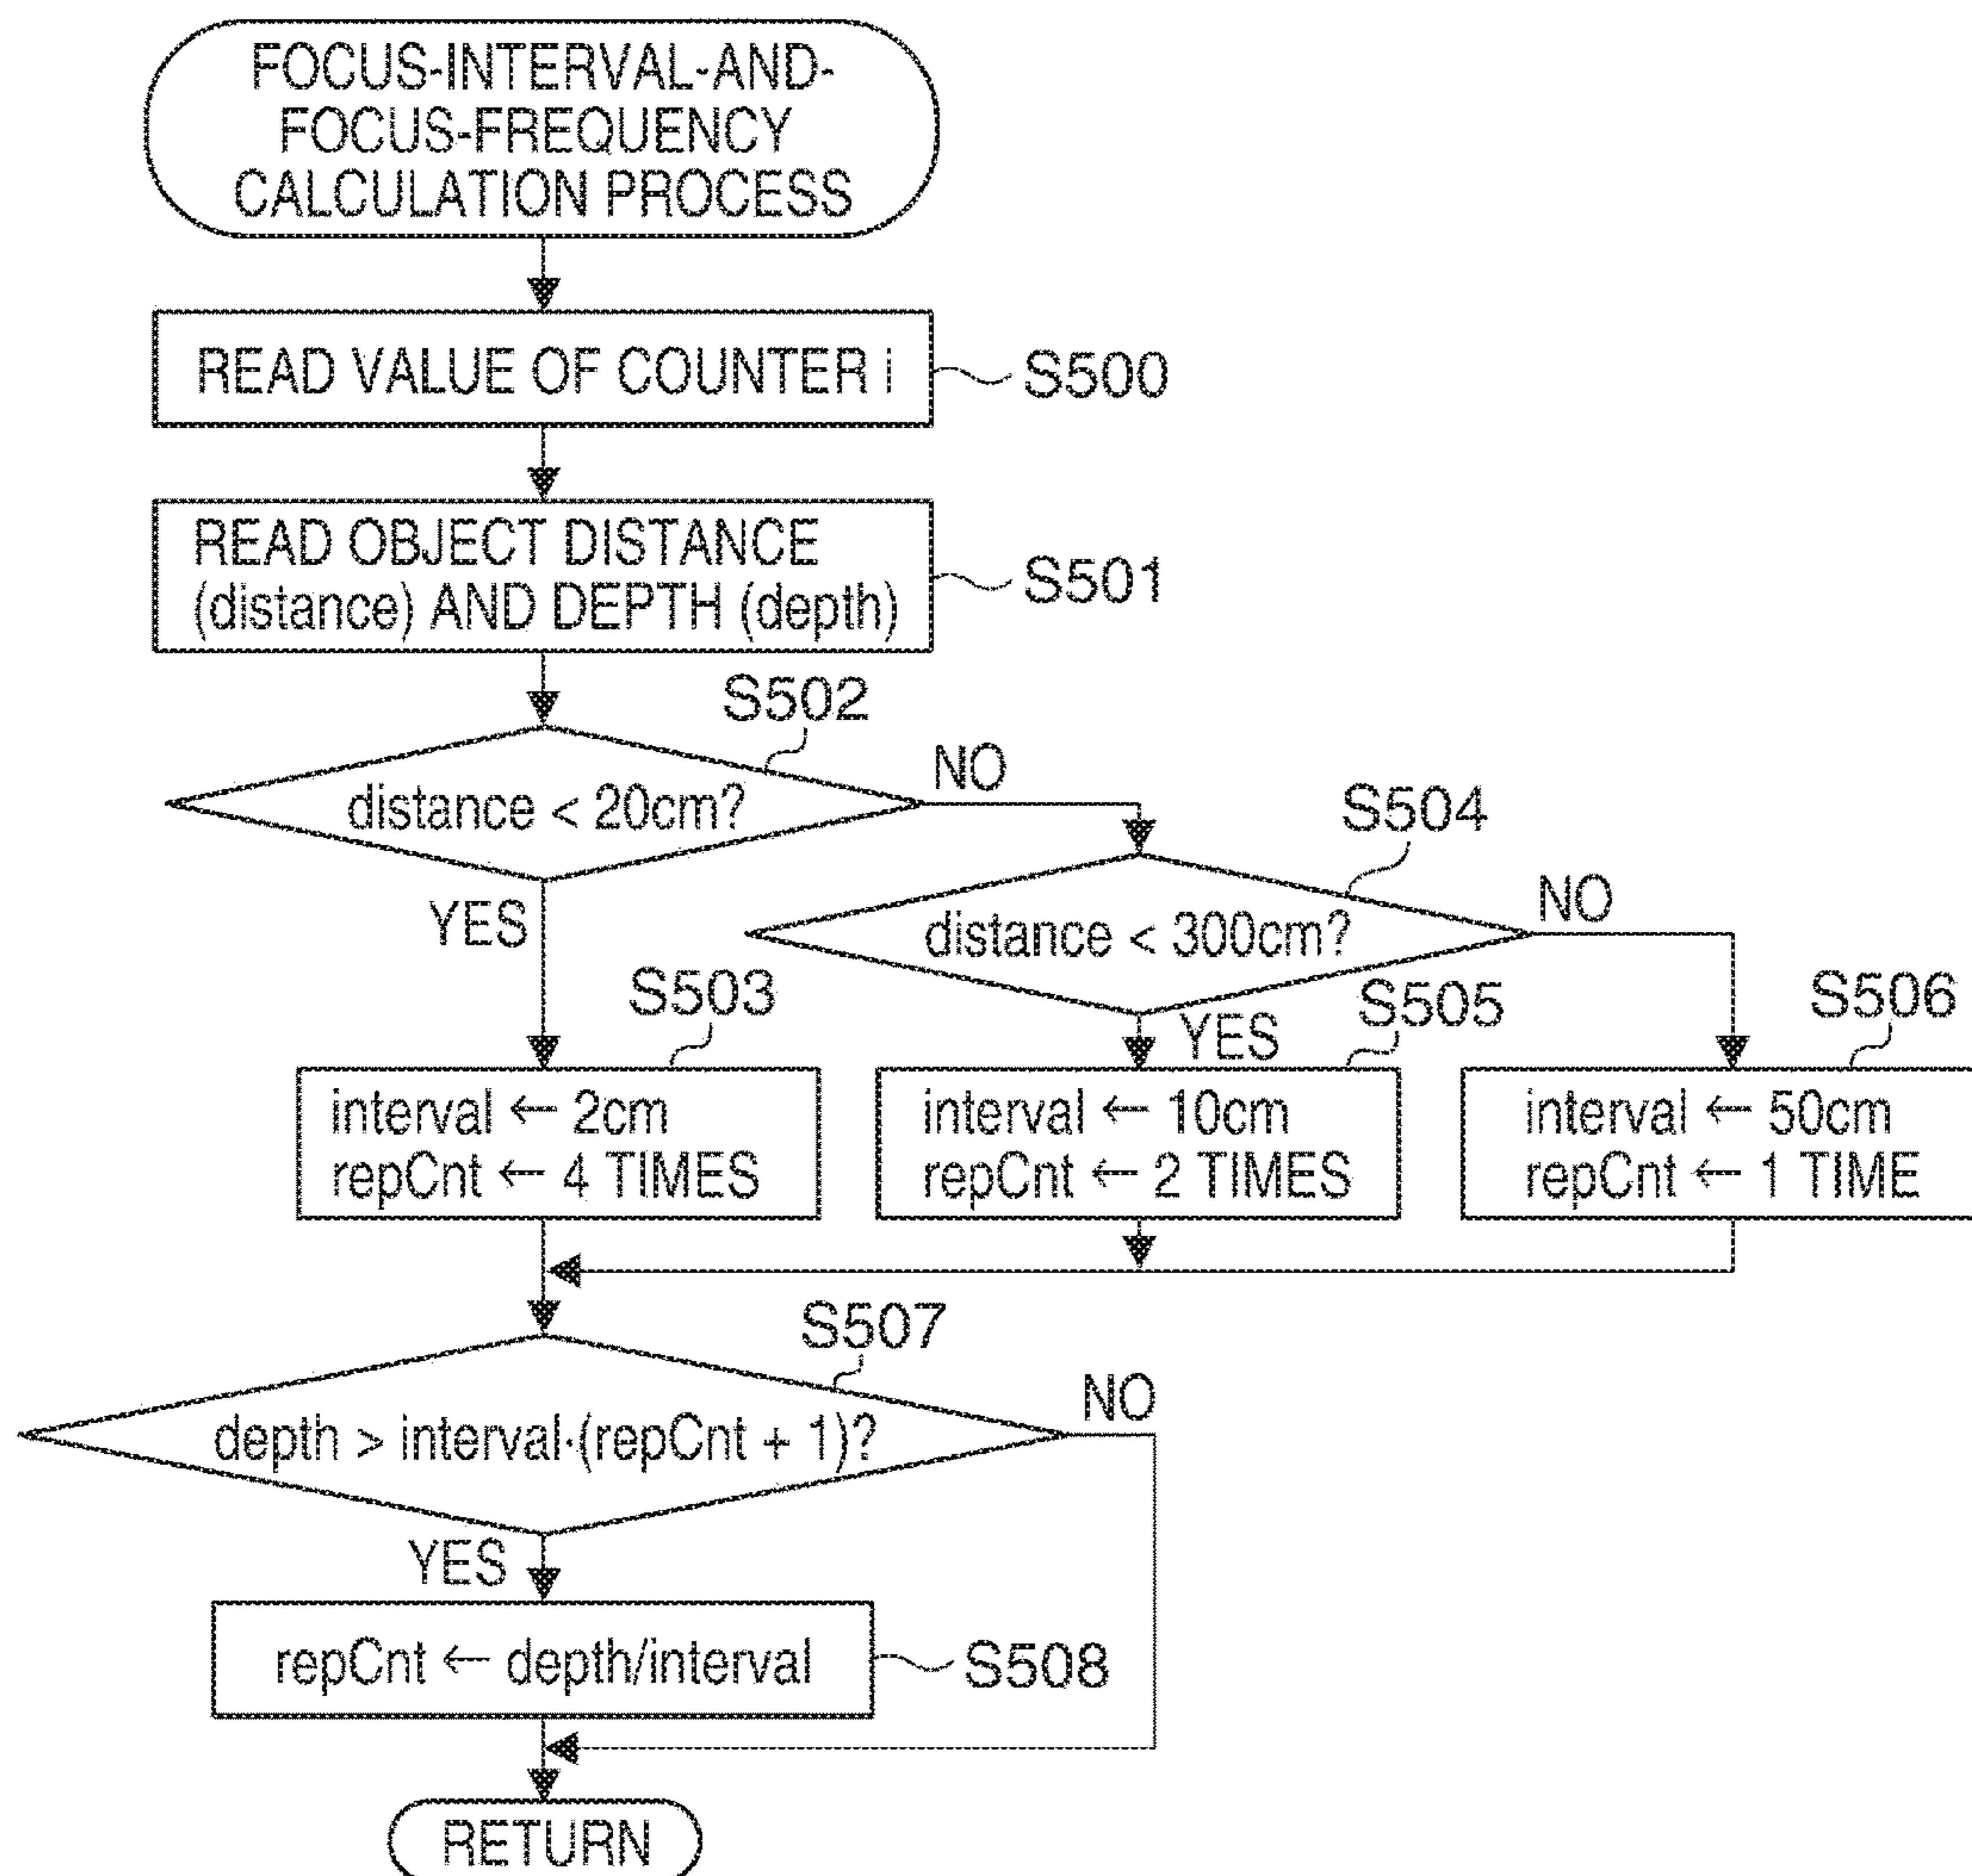 FOCUS-INTERVAL-AND-
FOCUS-FREQUENCY
CALCULATION PROCESS
READ VALUE OF COUNTER i
S500
READ OBJECT DISTANCE
(distance) AND DEPTH (depth)
S501
S502
distance < 20cm?
NO
YES
S504
distance < 300cm?
NO
YES
S503
interval ← 2cm
repCnt ← 4 TIMES
S505
interval ← 10cm
repCnt ← 2 TIMES
S506
interval ← 50cm
repCnt ← 1 TIME
S507
depth > interval·(repCnt + 1)?
NO
YES
repCnt ← depth/interval
S508
RETURN